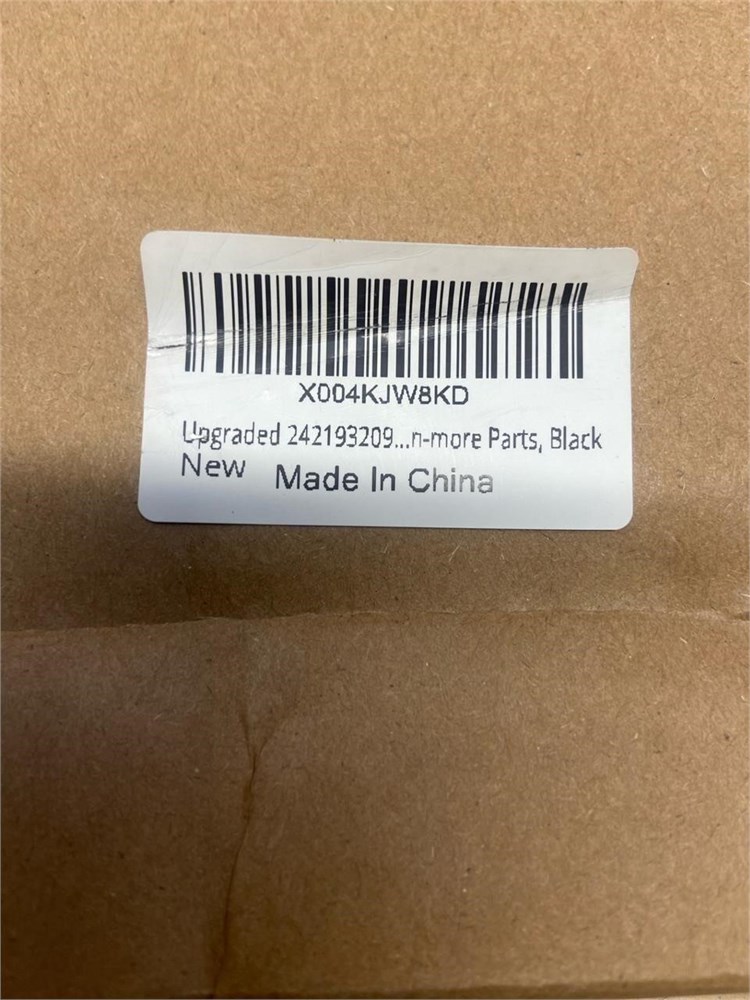 X004KJW8KD
Upgraded 242193209...n-more Parts, Black
New Made In China